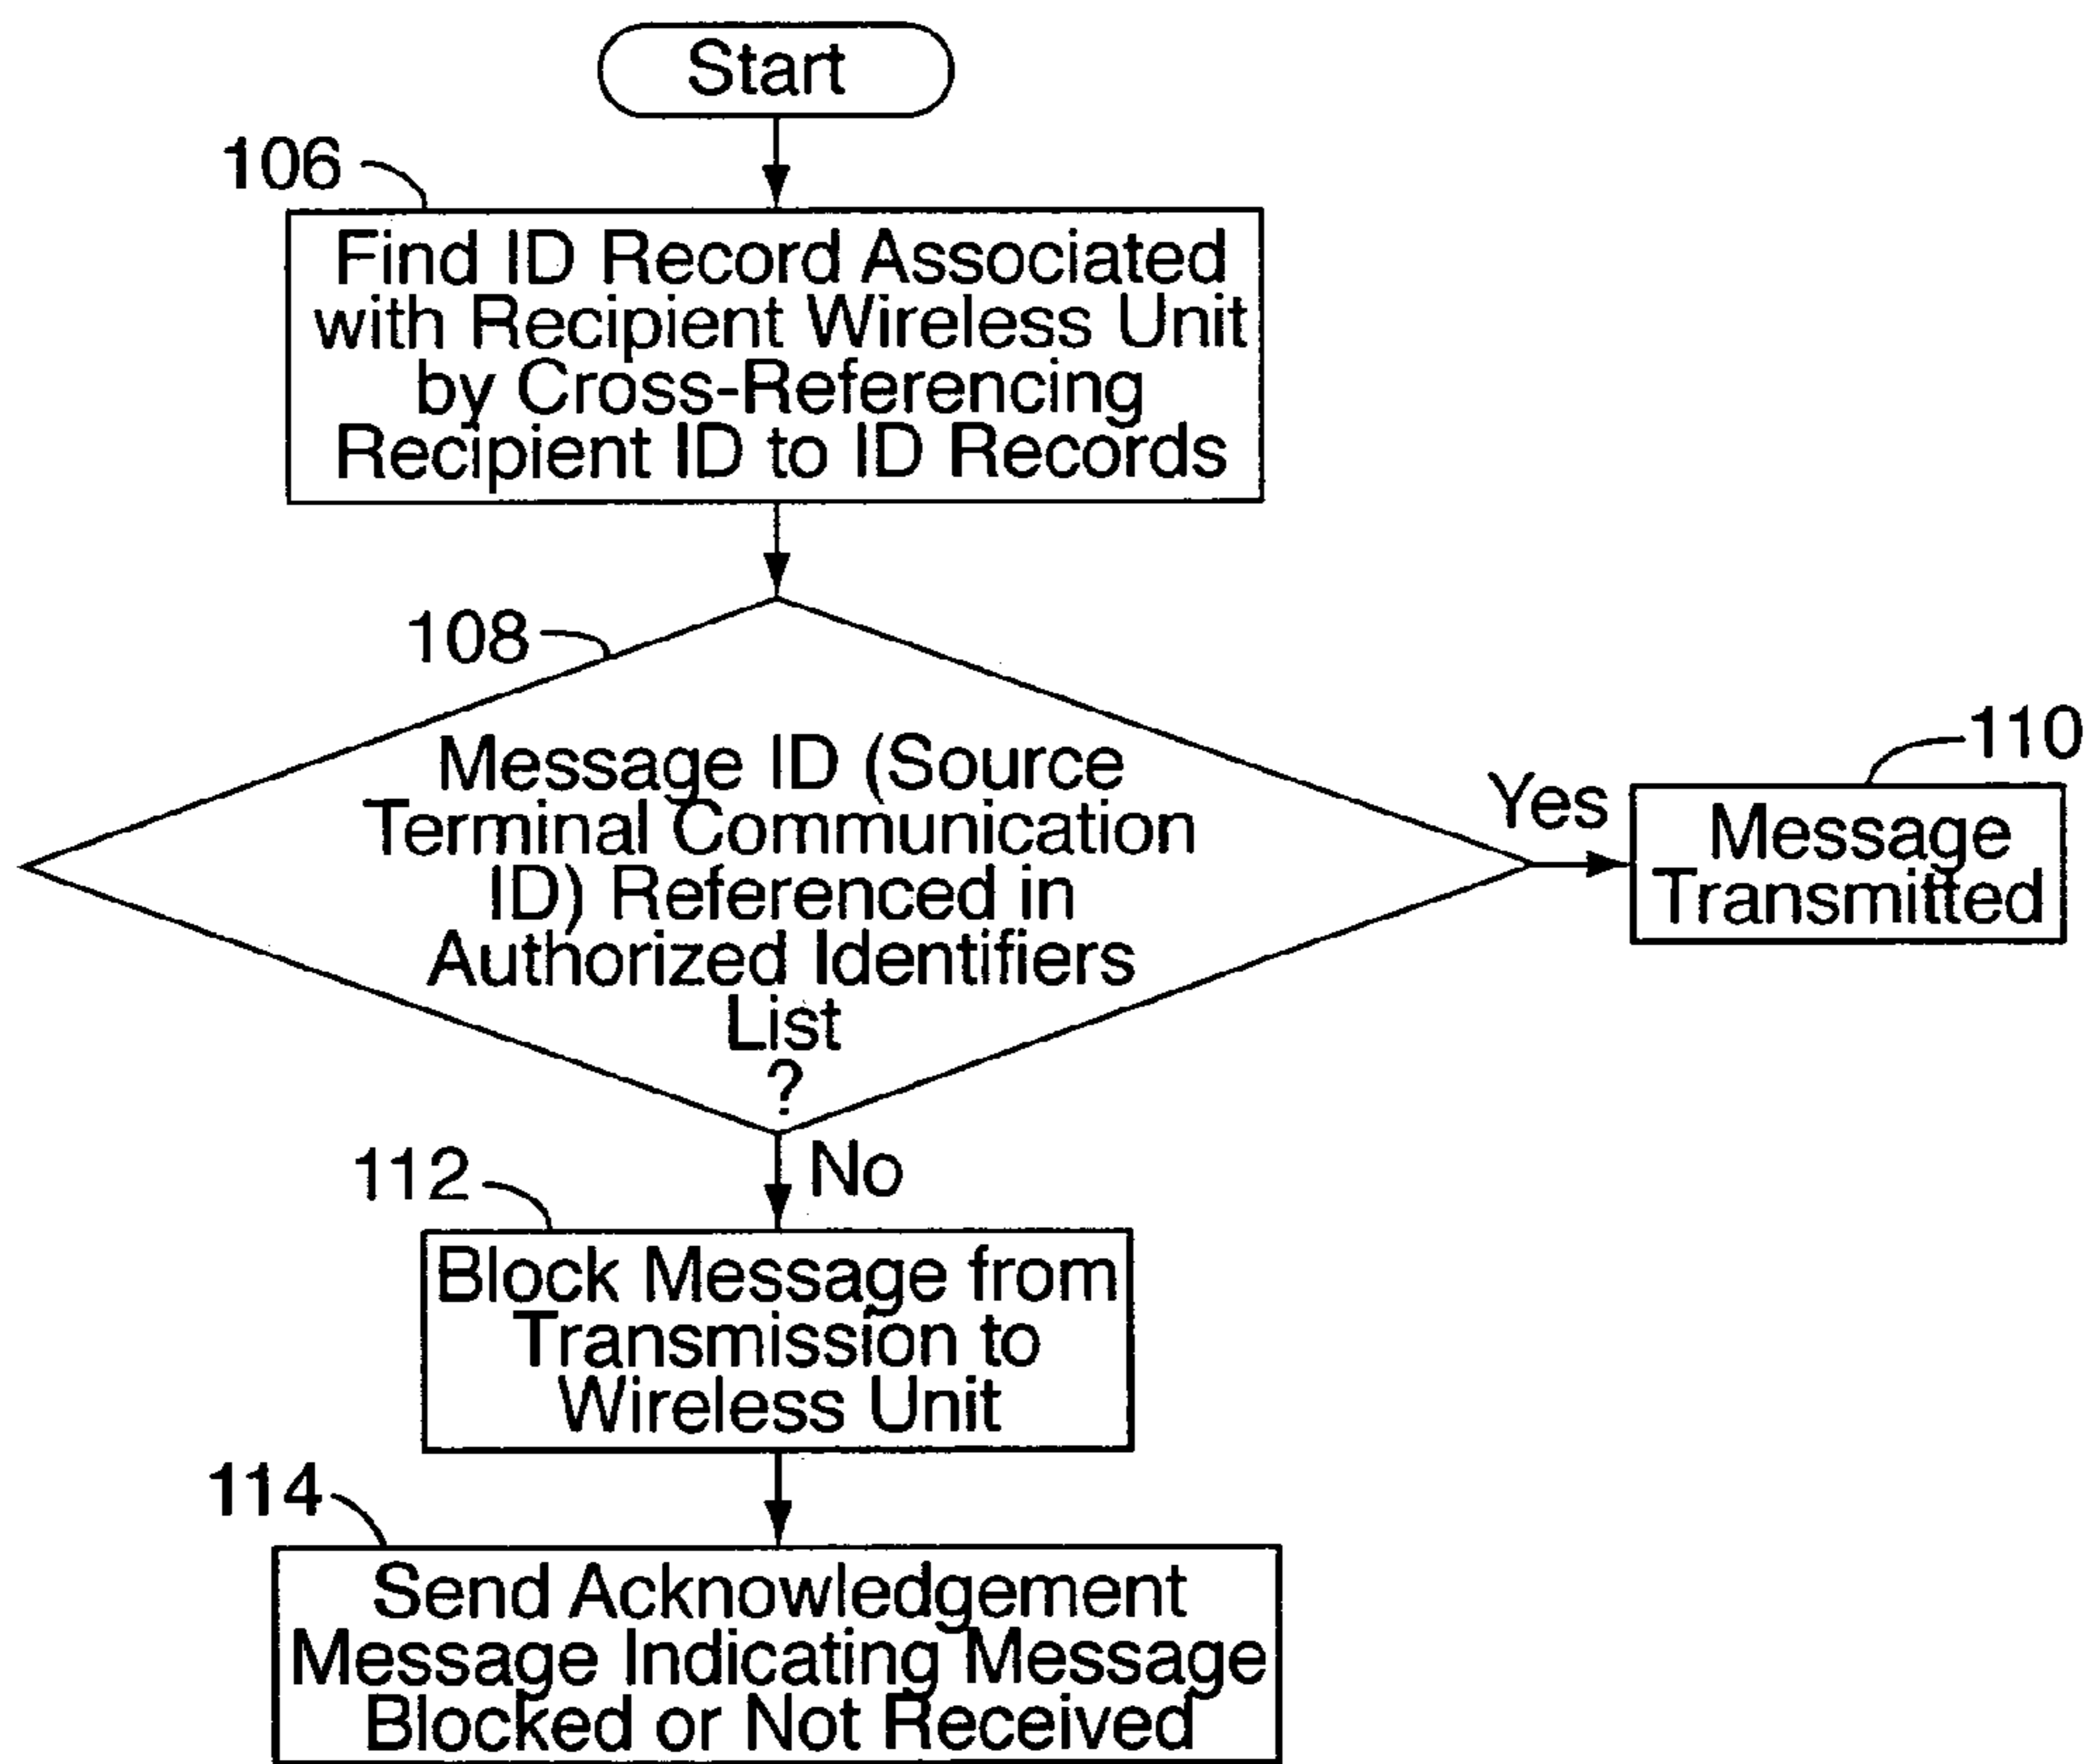 Start
106
Find ID Record Associated
with Recipient Wireless Unit
by Cross-Referencing
Recipient ID to ID Records
108
Message ID (Source
Terminal Communication
ID) Referenced in
Authorized Identifiers
List
?
Yes
110
Message
Transmitted
No
112
Block Message from
Transmission to
Wireless Unit
114
Send Acknowledgement
Message Indicating Message
Blocked or Not Received